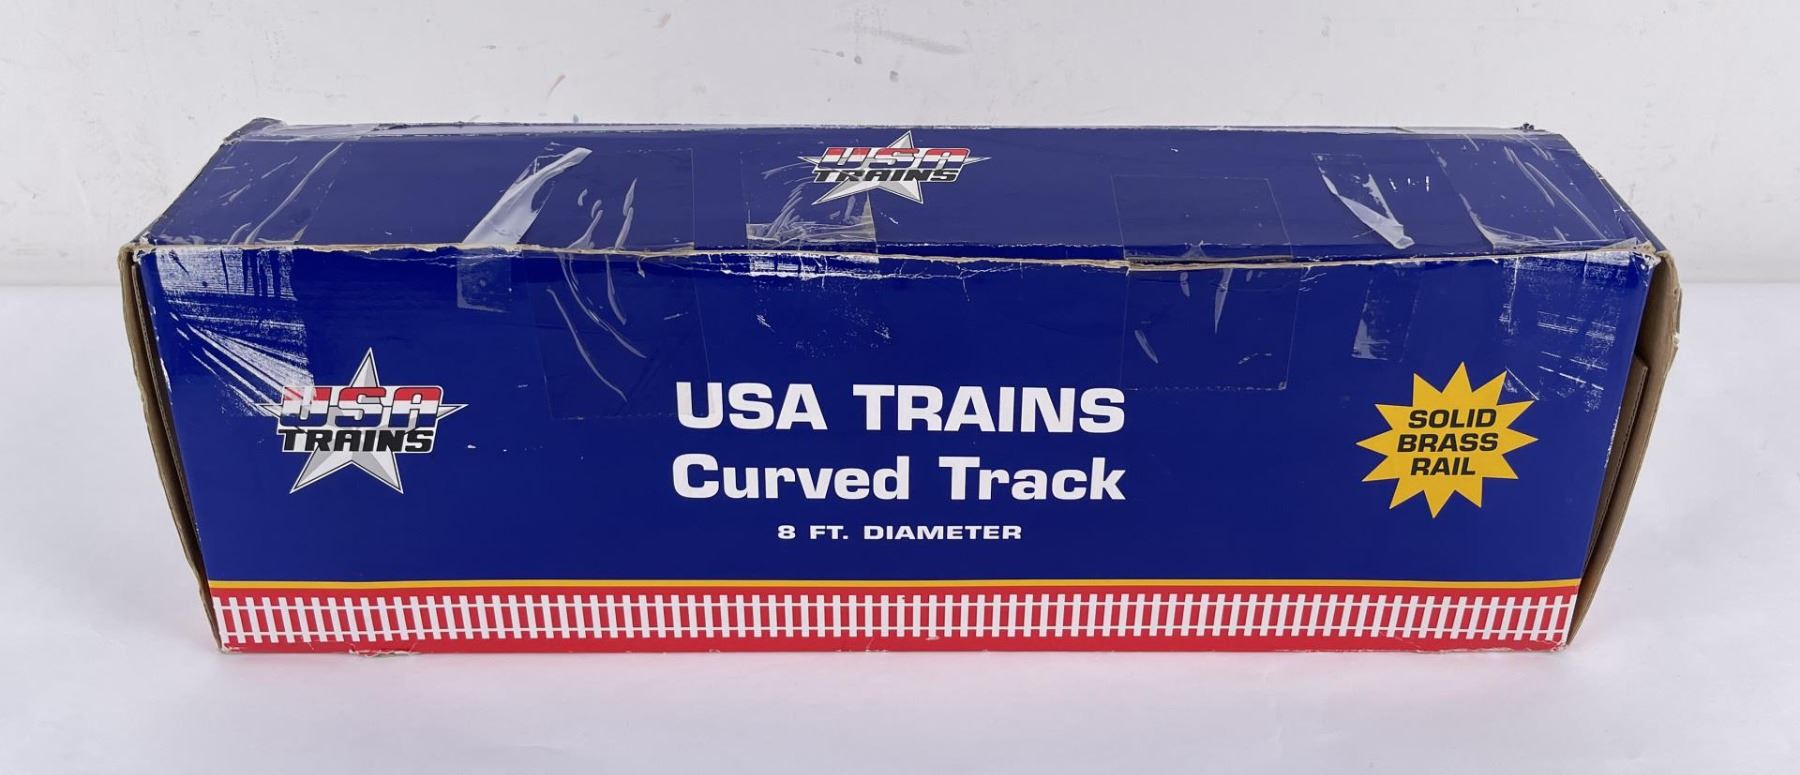 USA
TRAINS
USA
TRAINS
USA TRAINS
Curved Track
8 FT. DIAMETER
SOLID
BRASS
RAIL